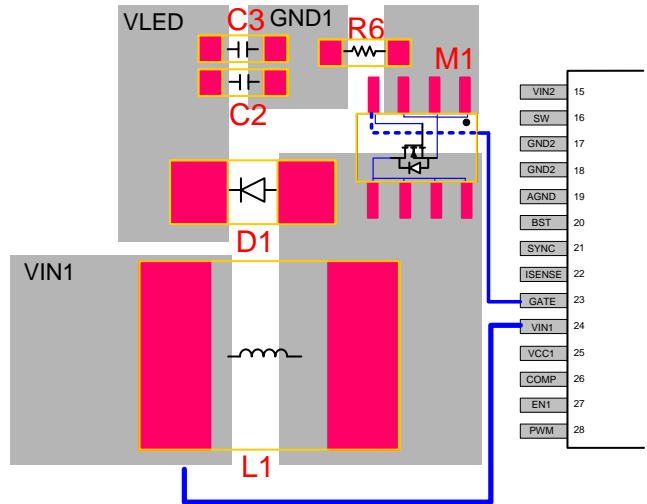 VLED
C3
GND1
R6
M1
C2
D1
VIN1
L1
VIN2 15
SW 16
GND2 17
GND2 18
AGND 19
BST 20
SYNC 21
ISENSE 22
GATE 23
VIN1 24
VCC1 25
COMP 26
EN1 27
PWM 28